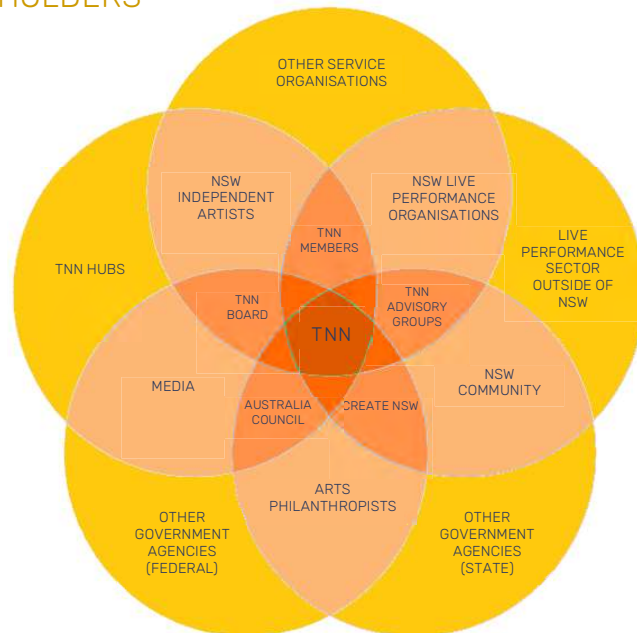 HOLDERS
OTHER SERVICE
ORGANISATIONS
NSW
INDEPENDENT
ARTISTS
NSW LIVE
PERFORMANCE
ORGANISATIONS
TNN
MEMBERS
LIVE
PERFORMANCE
SECTOR
OUTSIDE OF
NSW
TNN HUBS
TNN
BOARD
TNN
ADVISORY
GROUPS
TNN
MEDIA
NSW
COMMUNITY
AUSTRALIA
COUNCIL
CREATE NSW
ARTS
PHILANTHROPISTS
OTHER
GOVERNMENT
AGENCIES
(FEDERAL)
OTHER
GOVERNMENT
AGENCIES
(STATE)